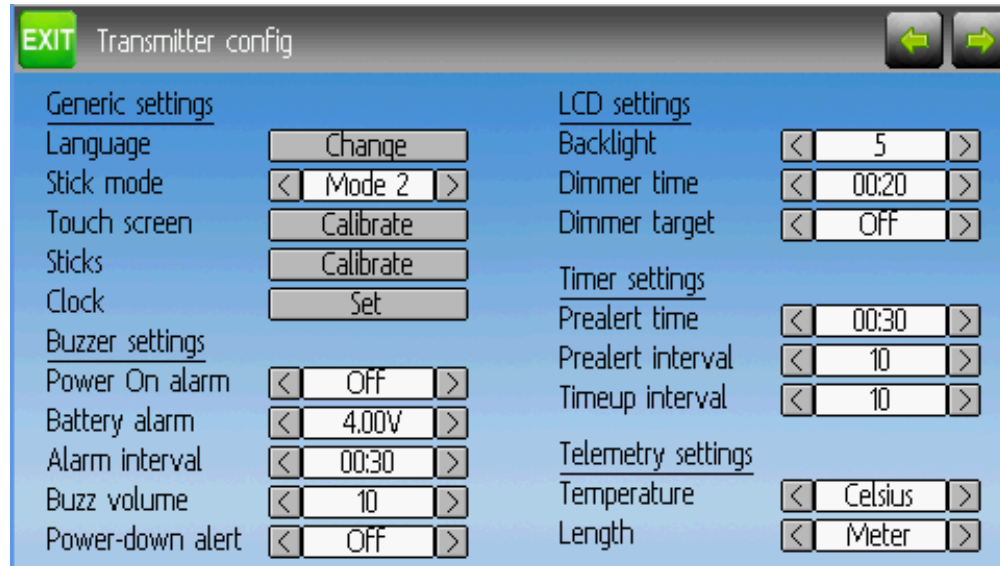 EXIT Transmitter config
Generic settings
Language Change
Stick mode < Mode 2 >
Touch screen Calibrate
Sticks Calibrate
Clock Set
Buzzer settings
Power On alarm < Off >
Battery alarm < 4.00V >
Alarm interval < 00:30 >
Buzz volume < 10 >
Power-down alert < Off >
LCD settings
Backlight < 5 >
Dimmer time < 00:20 >
Dimmer target < Off >
Timer settings
Prealert time < 00:30 >
Prealert interval < 10 >
Timeup interval < 10 >
Telemetry settings
Temperature < Celsius >
Length < Meter >